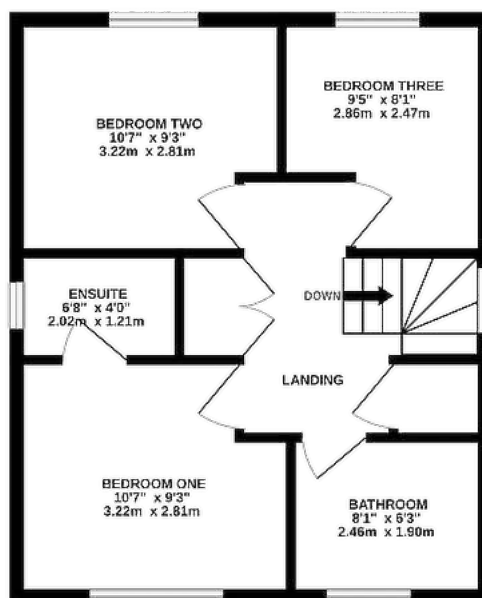 BEDROOM TWO
10'7" x 9'3"
3.22m x 2.81m
BEDROOM THREE
9'5" x 8'1"
2.86m x 2.47m
ENSUITE
6'8" x 4'0"
2.02m x 1.21m
DOWN
LANDING
BEDROOM ONE
10'7" x 9'3"
3.22m x 2.81m
BATHROOM
8'1" x 6'3"
2.46m x 1.90m